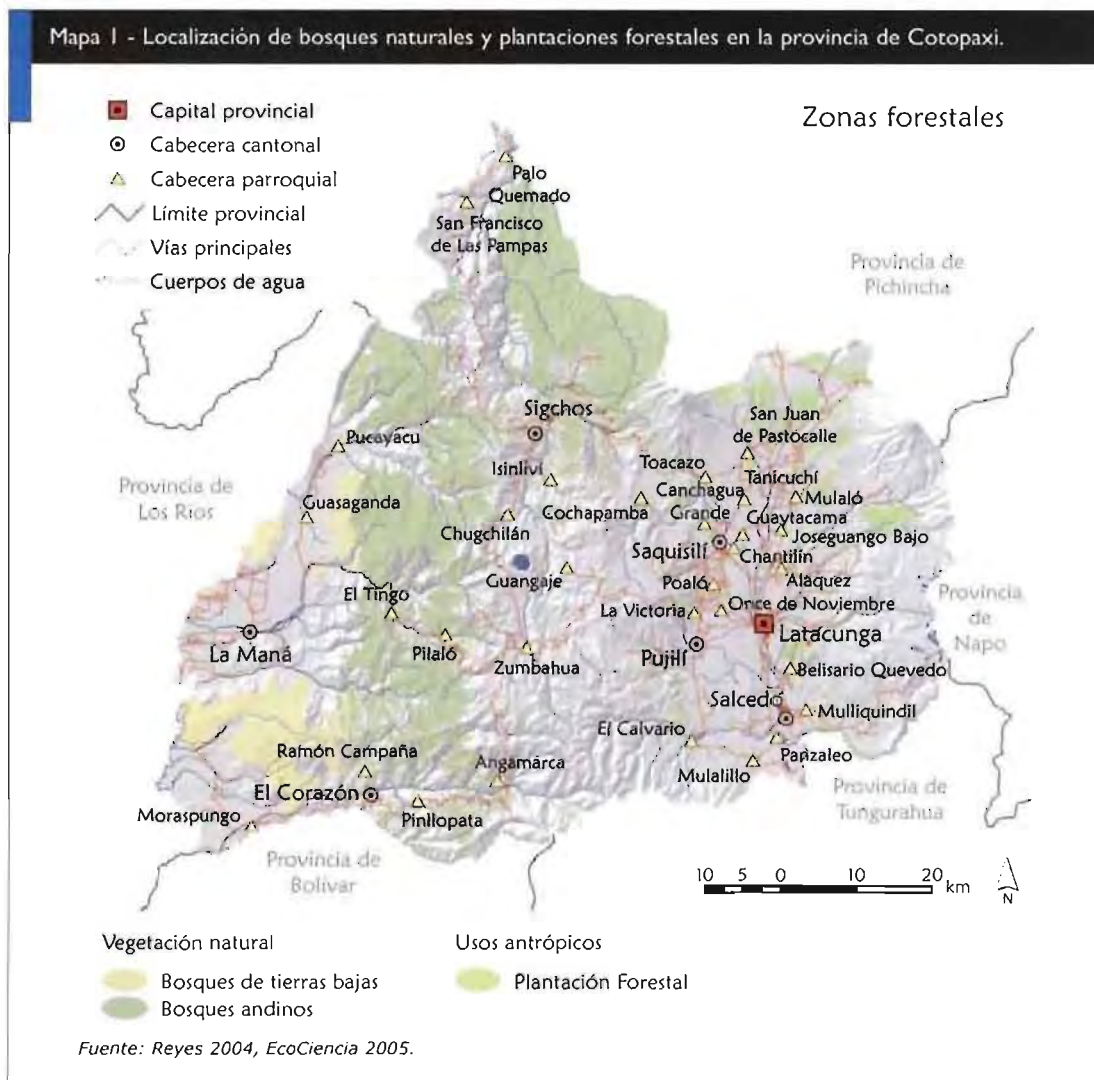 Mapa 1 - Localización de bosques naturales y plantaciones forestales en la provincia de Cotopaxi.
Zonas forestales
Capital provincial
Cabecera cantonal
Cabecera parroquial
Límite provincial
Vías principales
Cuerpos de agua
Palo
Quemado
San Francisco
de Las Pampas
Provincia de
Pichincha
Sigchos
San Juan
de Pastocalle
Pucayacu
Isinliví
Toacazo
Tanicuchí
Provincia de
Los Ríos
Guasaganda
Canchagua
Mulaló
Cochapamba
Grande
Guaytacama
Chugchilán
Joseguango Bajo
Saquisilí
Chantilín
Guangaje
Poaló
Aláquez
El Tingo
La Victoria
Once de Noviembre
Provincia
de
Napo
La Maná
Pilaló
Zumbahua
Pujilí
Latacunga
Belisario Quevedo
Salcedo
Mulliquindil
El Calvario
Ramón Campaña
Angamarca
Panzaleo
Mulalillo
El Corazón
Moraspungo
Pinllopata
Provincia de
Tungurahua
Provincia de
Bolívar
10 5 0 10 20 km
N
Vegetación natural
Bosques de tierras bajas
Bosques andinos
Usos antrópicos
Plantación Forestal
Fuente: Reyes 2004, EcoCiencia 2005.